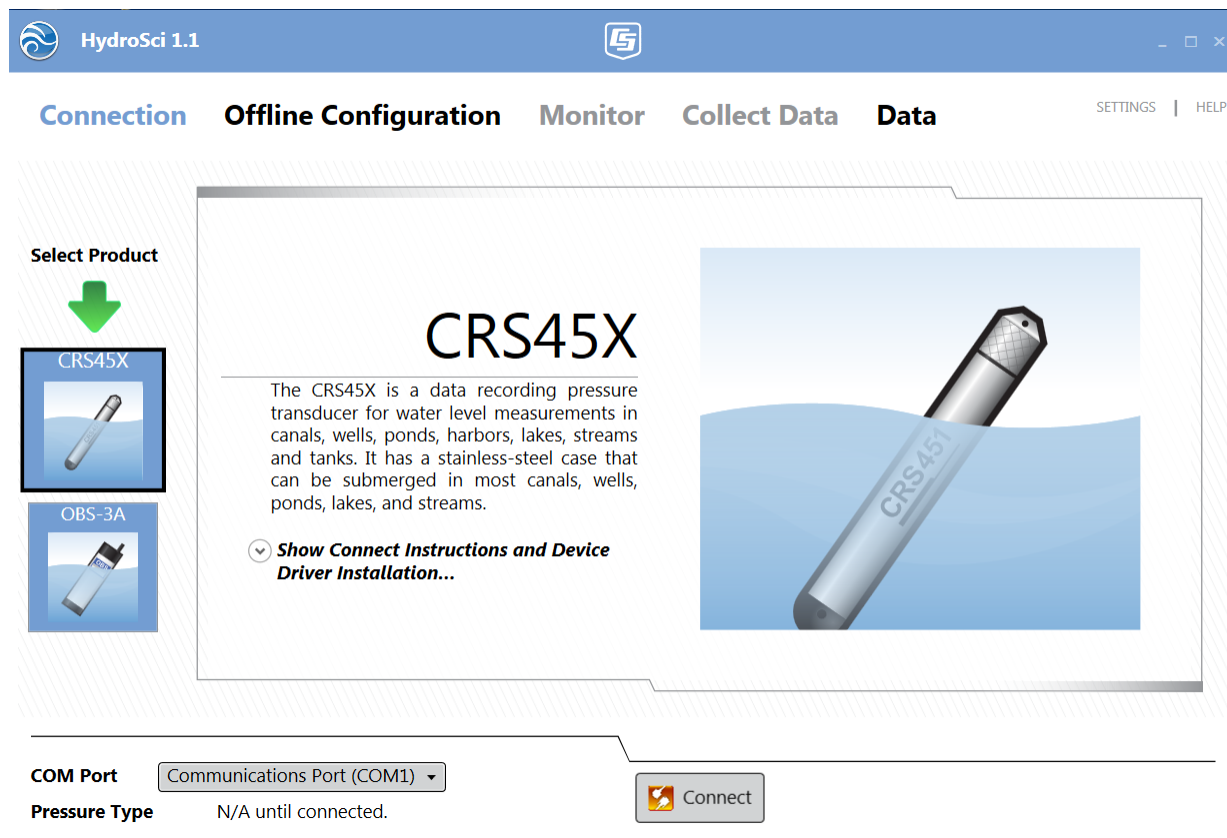 HydroSci 1.1
Connection Offline Configuration Monitor Collect Data Data SETTINGS | HELP
Select Product
CRS45X
OBS-3A
CRS45X
The CRS45X is a data recording pressure
transducer for water level measurements in
canals, wells, ponds, harbors, lakes, streams
and tanks. It has a stainless-steel case that
can be submerged in most canals, wells,
ponds, lakes, and streams.
Show Connect Instructions and Device
Driver Installation...
CRS451
COM Port Communications Port (COM1)
Connect
Pressure Type N/A until connected.